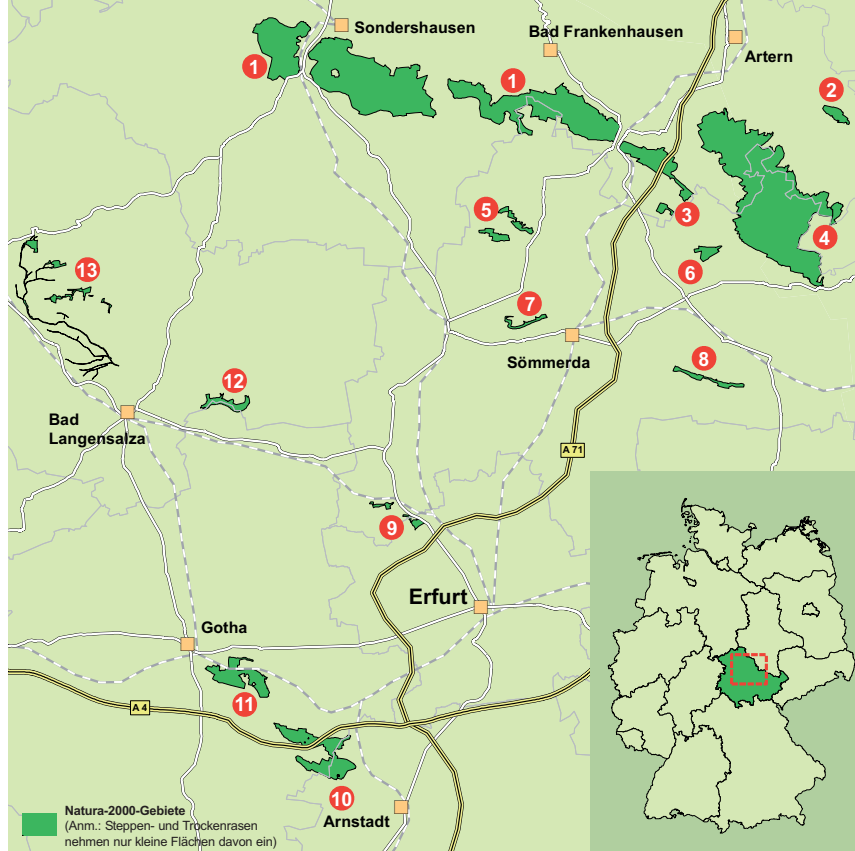 Sondershausen
Bad Frankenhausen
Artern
1
1
2
5
3
4
6
13
7
Sömmerda
8
12
Bad
Langensalza
A 71
9
Erfurt
Gotha
11
A 4
10
Arnstadt
Natura-2000-Gebiete
(Anm.: Steppen- und Trockenrasen
nehmen nur kleine Flächen davon ein)